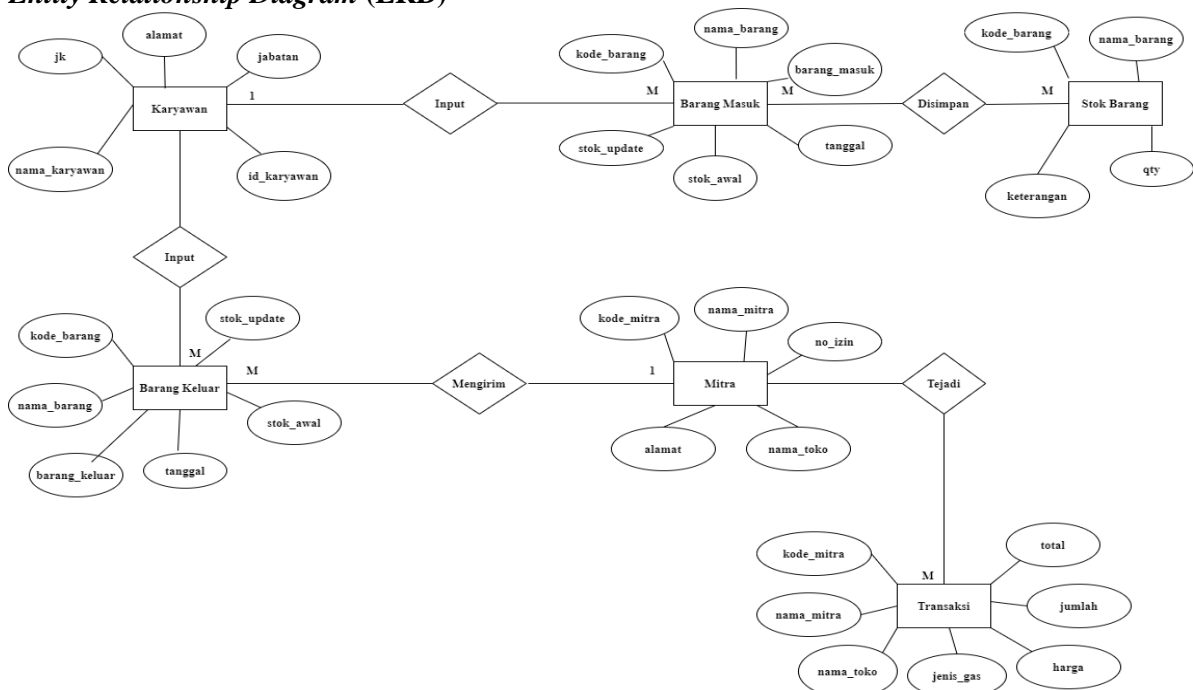 Entity Relationship Diagram (ERD)
alamat
jk
jabatan
Karyawan
1
nama_karyawan
id_karyawan
Input
M
nama_barang
kode_barang
barang_masuk
Barang Masuk
M
stok_update
tanggal
stok_awal
Disimpan
M
kode_barang
nama_barang
Stok Barang
qty
keterangan
Input
stok_update
kode_barang
M
M
Barang Keluar
nama_barang
stok_awal
barang_keluar
tanggal
Mengirim
1
kode_mitra
nama_mitra
no_izin
Mitra
alamat
nama_toko
Tejadi
M
kode_mitra
total
Transaksi
jumlah
nama_mitra
nama_toko
jenis_gas
harga